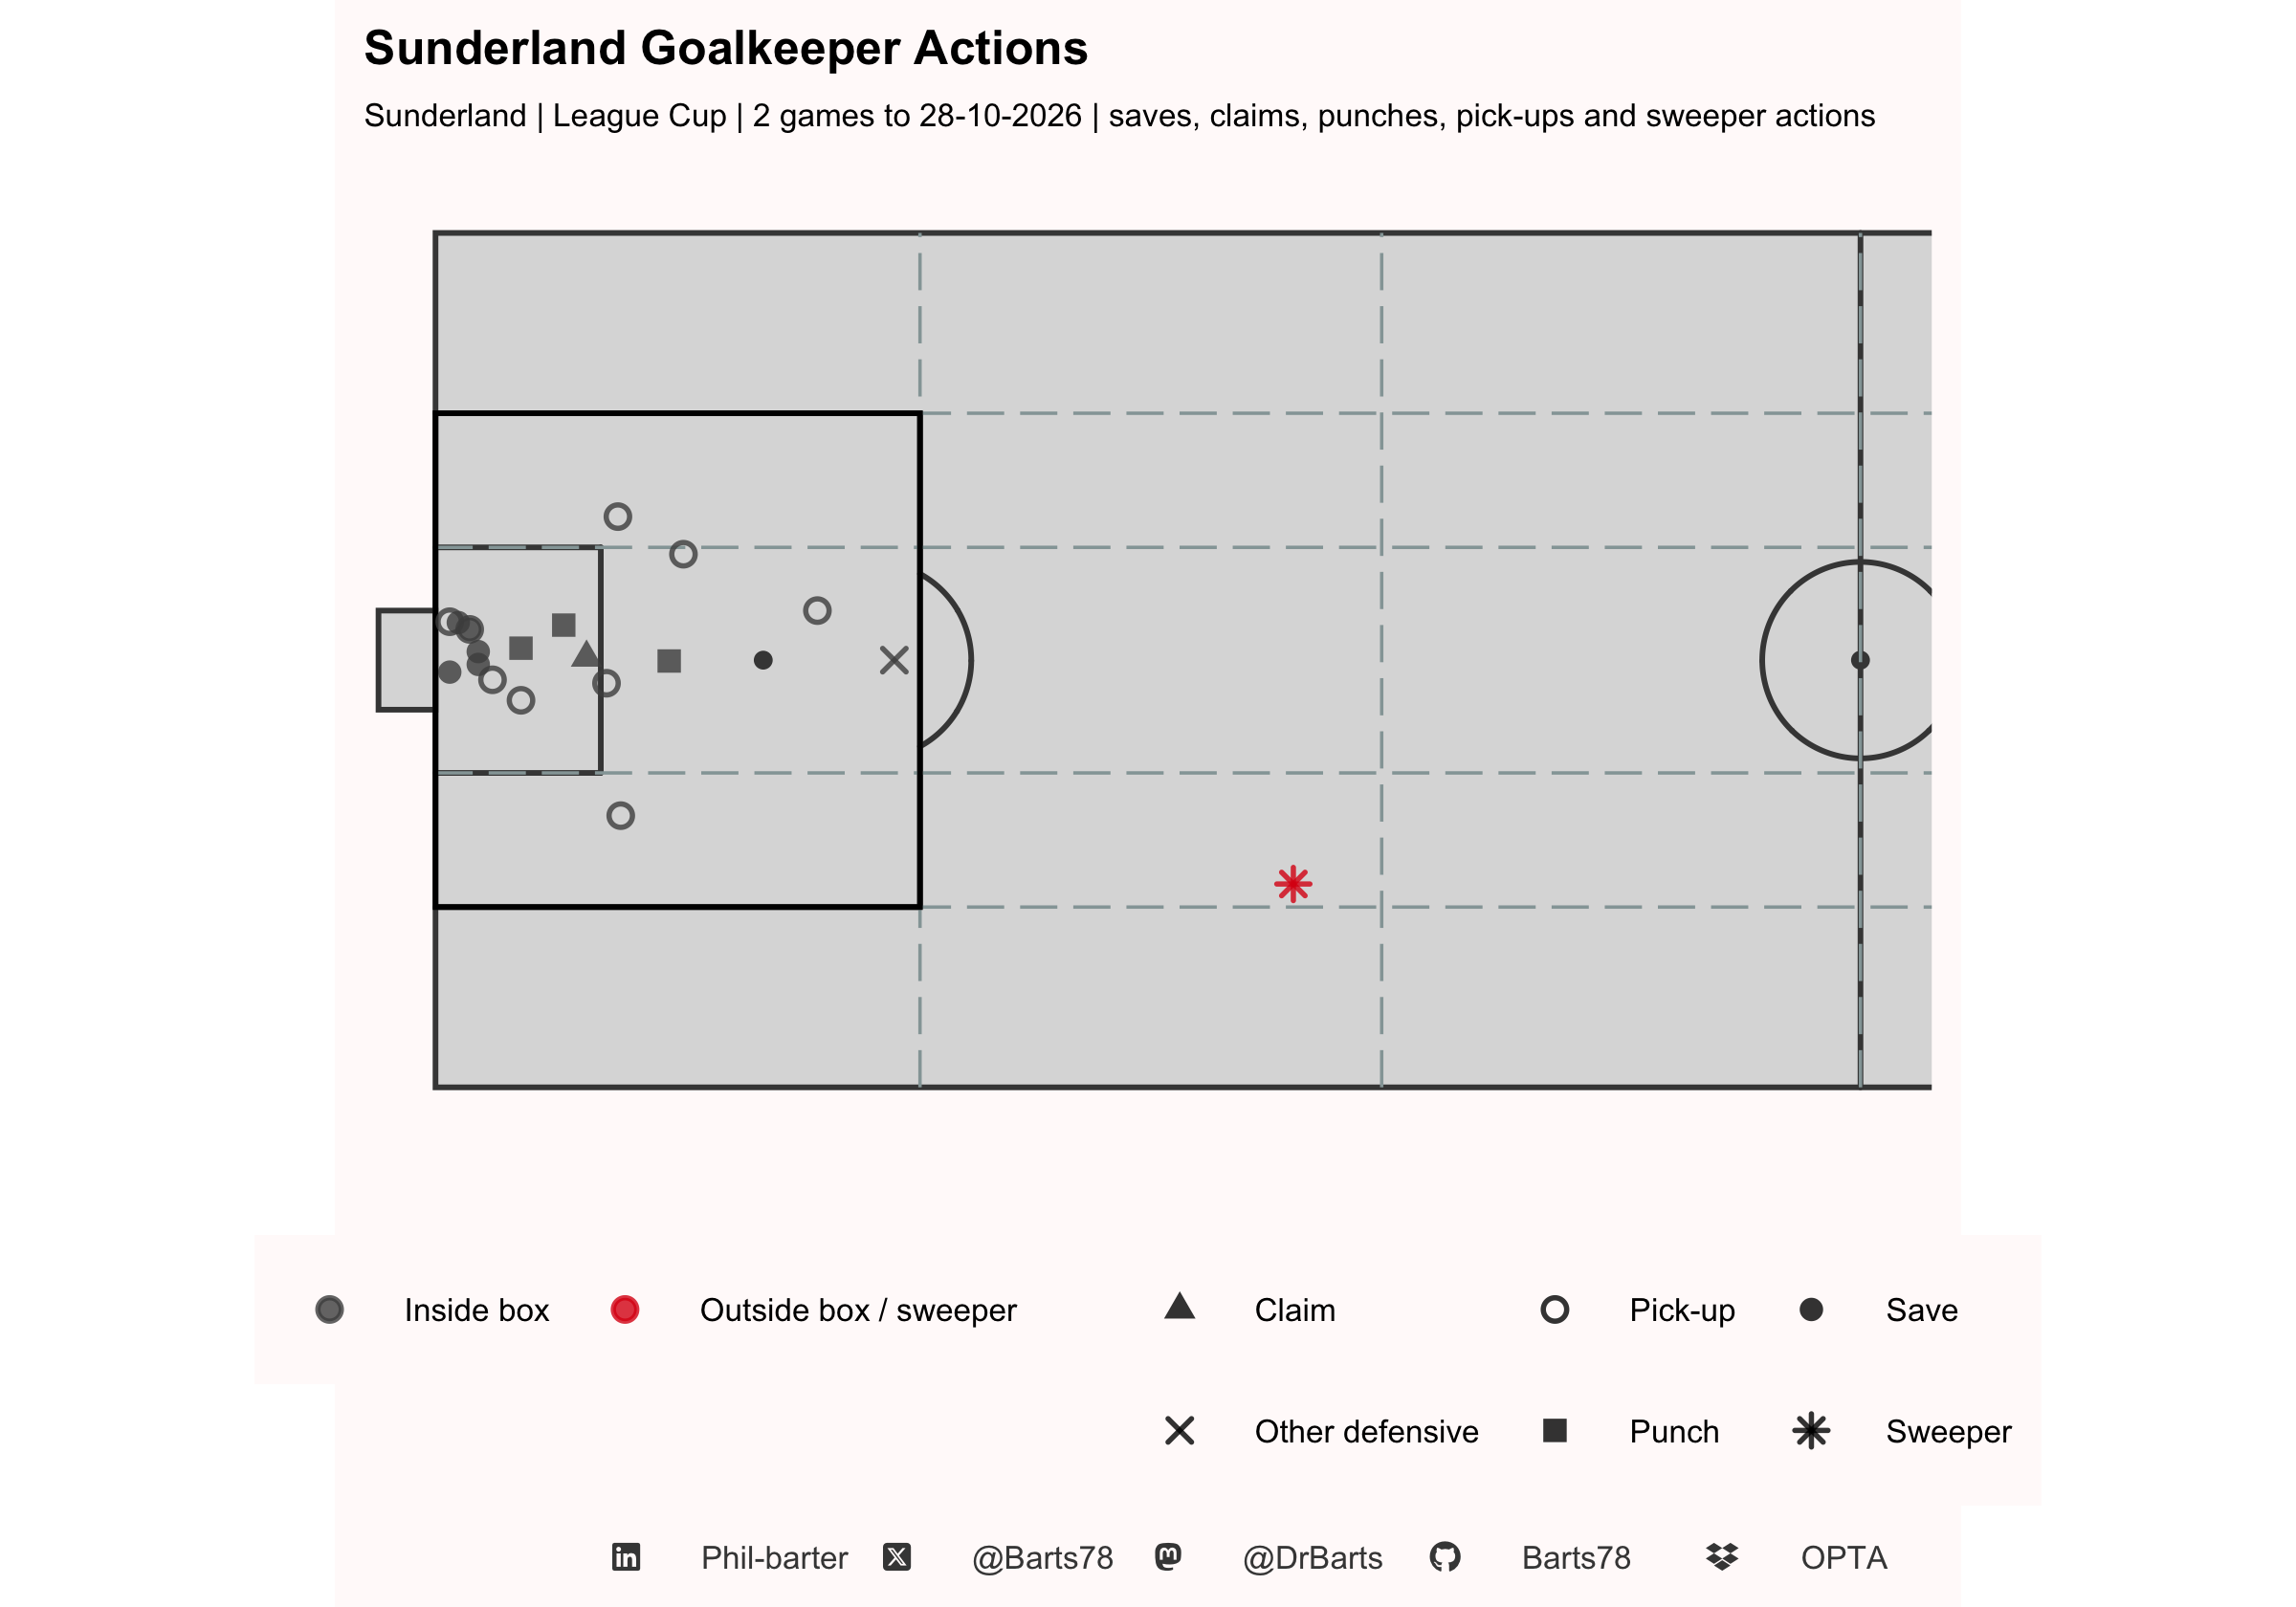 Sunderland Goalkeeper Actions
Sunderland | League Cup | 2 games to 28-10-2026 | saves, claims, punches, pick-ups and sweeper actions
Inside box Outside box / sweeper Claim Pick-up Save
Other defensive Punch Sweeper
Phil-barter @Barts78 @DrBarts Barts78 OPTA